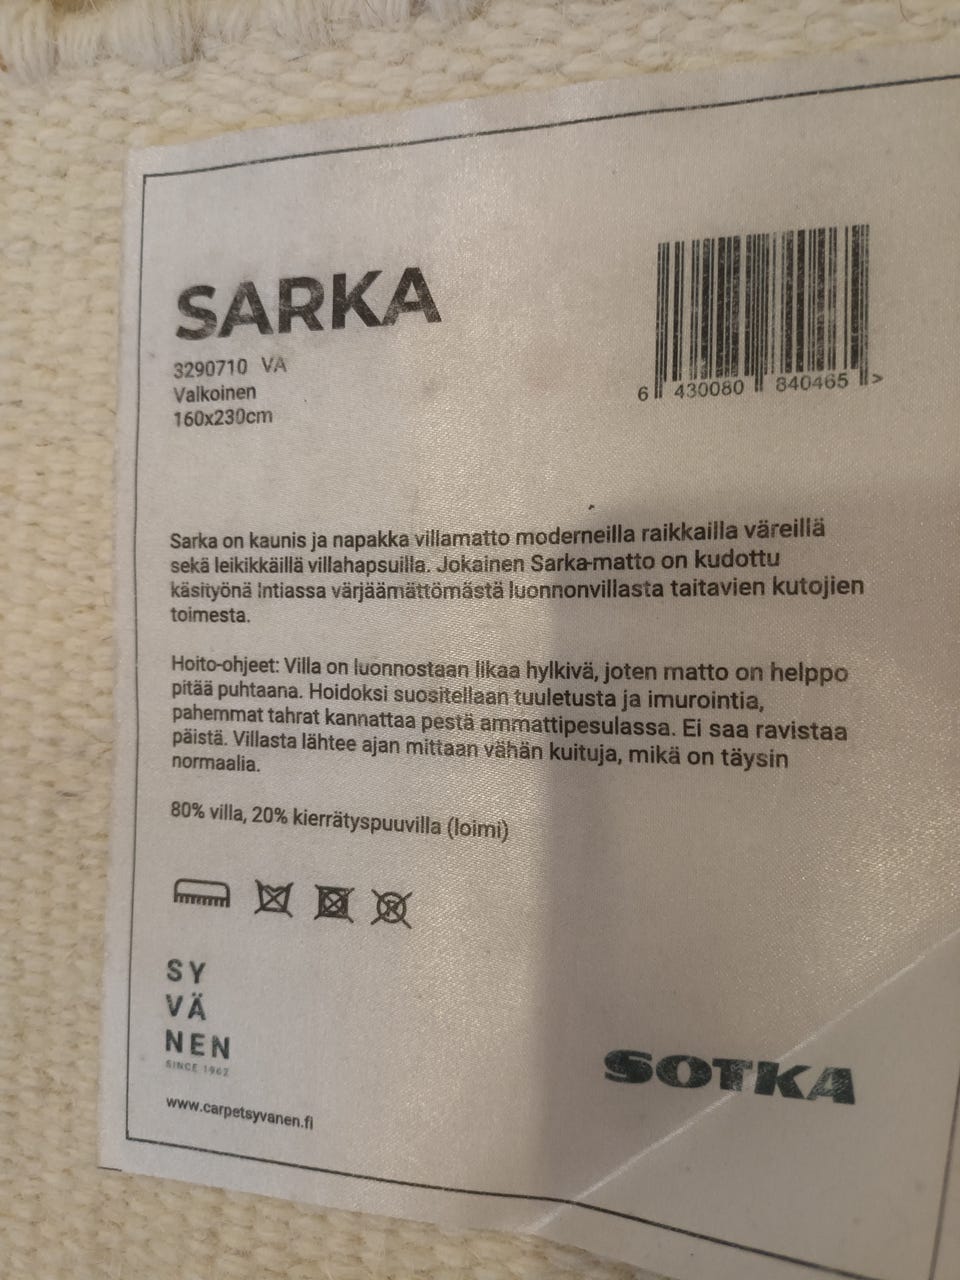 SARKA
3290710 VA
Valkoinen
160x230cm
6 430080 840465 >
Sarka on kaunis ja napakka villamatto moderneilla raikkailla väreillä
sekä leikikkäillä villahapsuilla. Jokainen Sarka-matto on kudottu
käsityönä Intiassa värjäämättömästä luonnonvillasta taitavien kutojien
toimesta.
Hoito-ohjeet: Villa on luonnostaan likaa hylkivä, joten matto on helppo
pitää puhtaana. Hoidoksi suositellaan tuuletusta ja imurointia,
pahemmat tahrat kannattaa pestä ammattipesulassa. Ei saa ravistaa
päistä. Villasta lähtee ajan mittaan vähän kuituja, mikä on täysin
normaalia.
80% villa, 20% kierrätyspuuvilla (loimi)
SY
VÄ
NEN
SINCE 1962
www.carpetsyvanen.fi
SOTKA